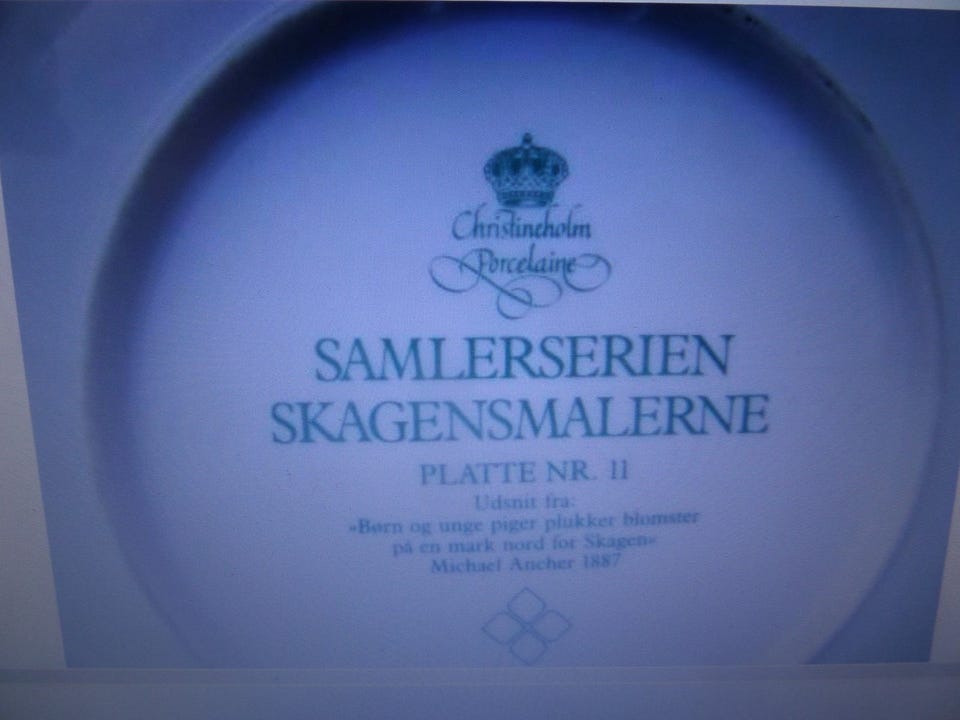 Christineholm
Porcelaine
SAMLERSERIEN
SKAGENSMALERNE
PLATTE NR. 11
Udsnit fra:
»Børn og unge piger plukker blomster
på en mark nord for Skagen«
Michael Ancher 1887